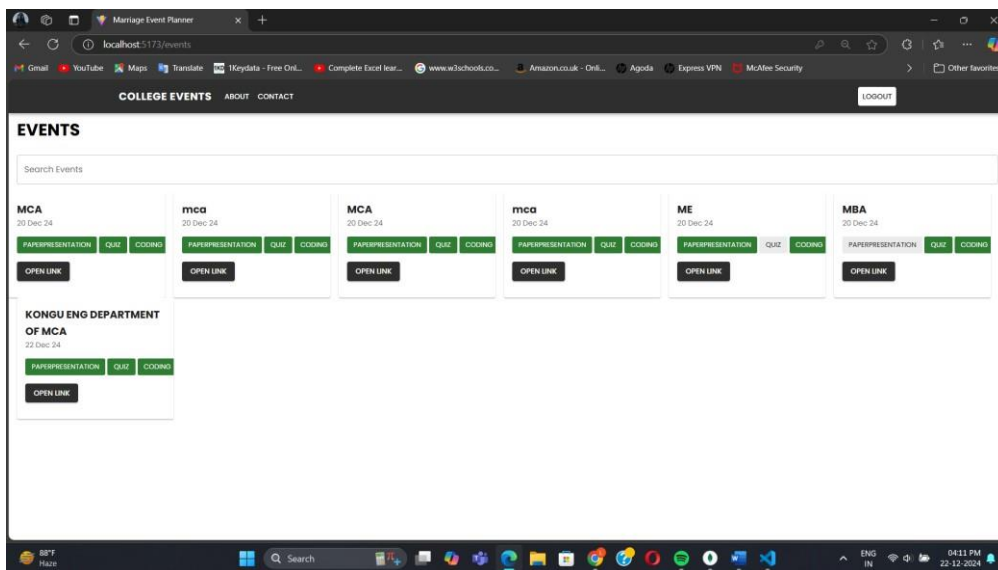 Marriage Event Planner
localhost:5173/events
Gmail YouTube Maps Translate 1Keydata - Free Onl... Complete Excel lear... www.w3schools.co... Amazon.co.uk - Onli... Agoda Express VPN McAfee Security Other favorites
COLLEGE EVENTS ABOUT CONTACT LOGOUT
EVENTS
Search Events
MCA mca MCA mca ME MBA
20 Dec 24 20 Dec 24 20 Dec 24 20 Dec 24 20 Dec 24 20 Dec 24
PAPERPRESENTATION QUIZ CODING PAPERPRESENTATION QUIZ CODING PAPERPRESENTATION QUIZ CODING PAPERPRESENTATION QUIZ CODING PAPERPRESENTATION QUIZ CODING PAPERPRESENTATION QUIZ CODING
OPEN LINK OPEN LINK OPEN LINK OPEN LINK OPEN LINK OPEN LINK
KONGU ENG DEPARTMENT
OF MCA
22 Dec 24
PAPERPRESENTATION QUIZ CODING
OPEN LINK
88°F Search ENG 04:11 PM
Haze IN 22-12-2024